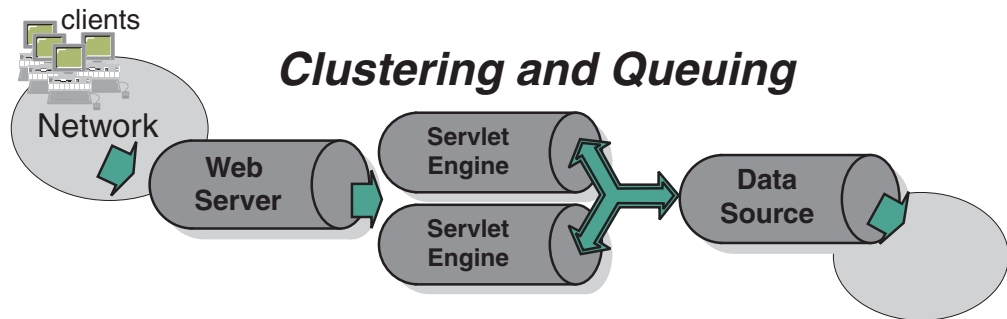 clients
Clustering and Queuing
Network
Web
Server
Servlet
Engine
Servlet
Engine
Data
Source